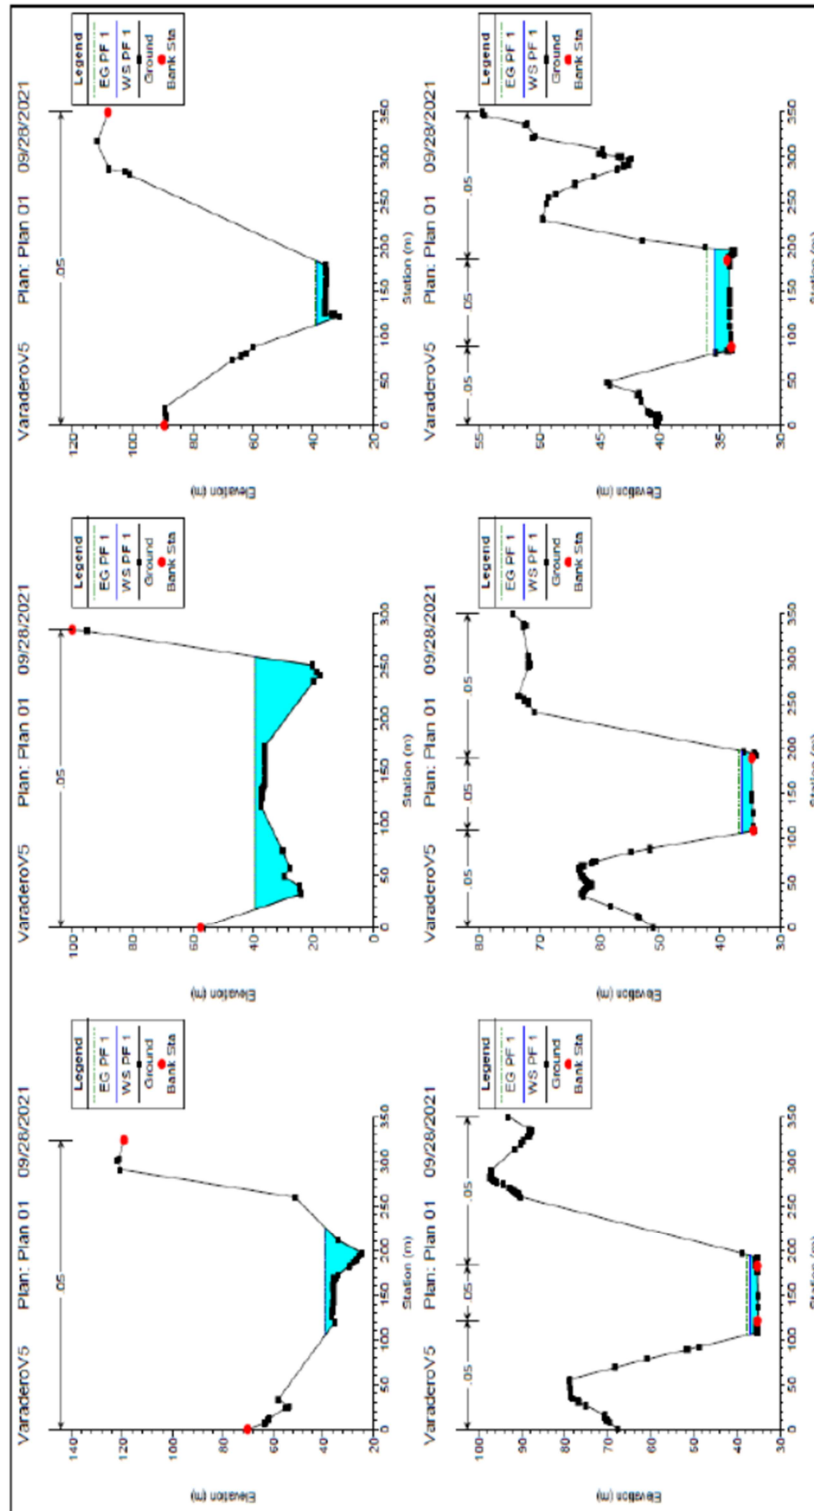 VaraderoV5 Plan: Plan 01 09/28/2021
.05
Legend
EG PF 1
WS PF 1
Ground
Bank Sta
Elevation (m)
140
120
100
80
60
40
20
0 50 100 150 200 250 300 350
Station (m)
VaraderoV5 Plan: Plan 01 09/28/2021
.05
Legend
EG PF 1
WS PF 1
Ground
Bank Sta
Elevation (m)
100
80
60
40
20
0
0 50 100 150 200 250 300
Station (m)
VaraderoV5 Plan: Plan 01 09/28/2021
.05
Legend
EG PF 1
WS PF 1
Ground
Bank Sta
Elevation (m)
120
100
80
60
40
20
0 50 100 150 200 250 300 350
Station (m)
VaraderoV5 Plan: Plan 01 09/28/2021
.05 .05 .05
Legend
EG PF 1
WS PF 1
Ground
Bank Sta
Elevation (m)
100
90
80
70
60
50
40
30
0 50 100 150 200 250 300 350
Station (m)
VaraderoV5 Plan: Plan 01 09/28/2021
.05 .05 .05
Legend
EG PF 1
WS PF 1
Ground
Bank Sta
Elevation (m)
80
70
60
50
40
30
0 50 100 150 200 250 300 350
Station (m)
VaraderoV5 Plan: Plan 01 09/28/2021
.05 .05 .05
Legend
EG PF 1
WS PF 1
Ground
Bank Sta
Elevation (m)
55
50
45
40
35
30
0 50 100 150 200 250 300 350
Station (m)